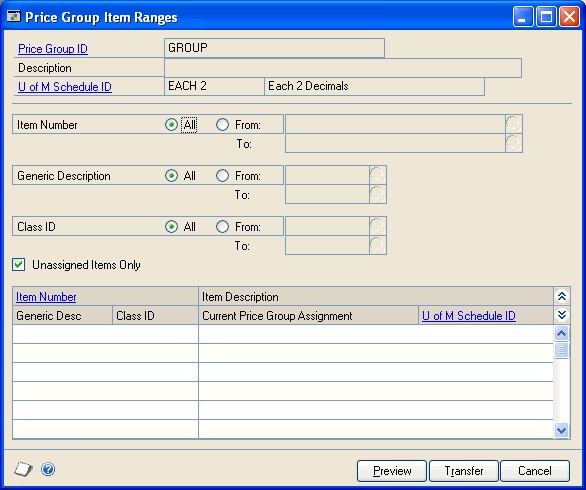 Price Group Item Ranges
Price Group ID GROUP
Description
U of M Schedule ID EACH 2 Each 2 Decimals
Item Number All From:
To:
Generic Description All From:
To:
Class ID All From:
To:
Unassigned Items Only
Item Number Item Description
Generic Desc Class ID Current Price Group Assignment U of M Schedule ID
Preview Transfer Cancel